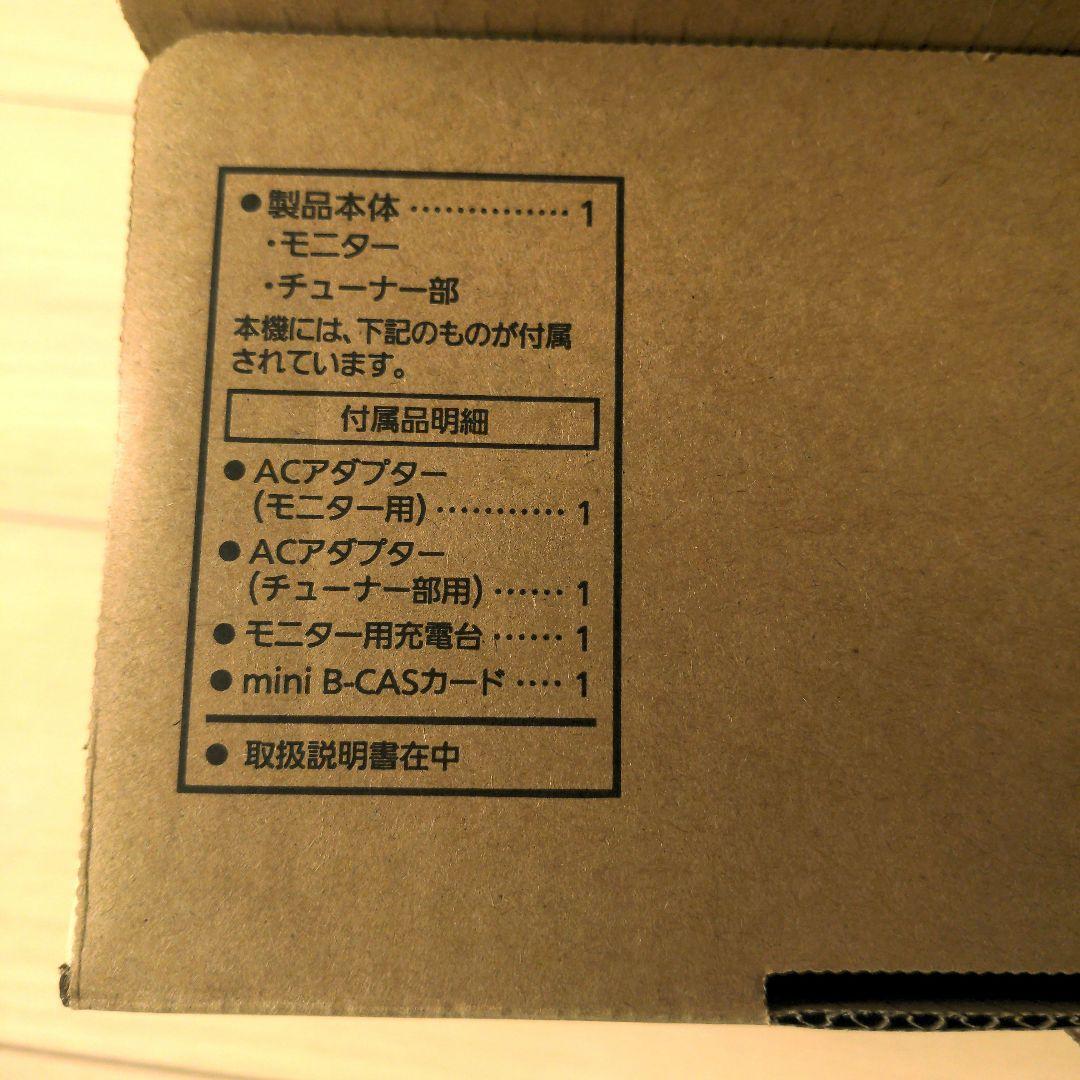 ●製品本体 ･･････････････ 1
・モニター
・チューナー部
本機には、下記のものが付属
されています。
付属品明細
●ACアダプター
(モニター用) ･･･････････ 1
●ACアダプター
(チューナー部用) ･･････ 1
●モニター用充電台 ･･････ 1
●mini B-CASカード ････ 1
●取扱説明書在中